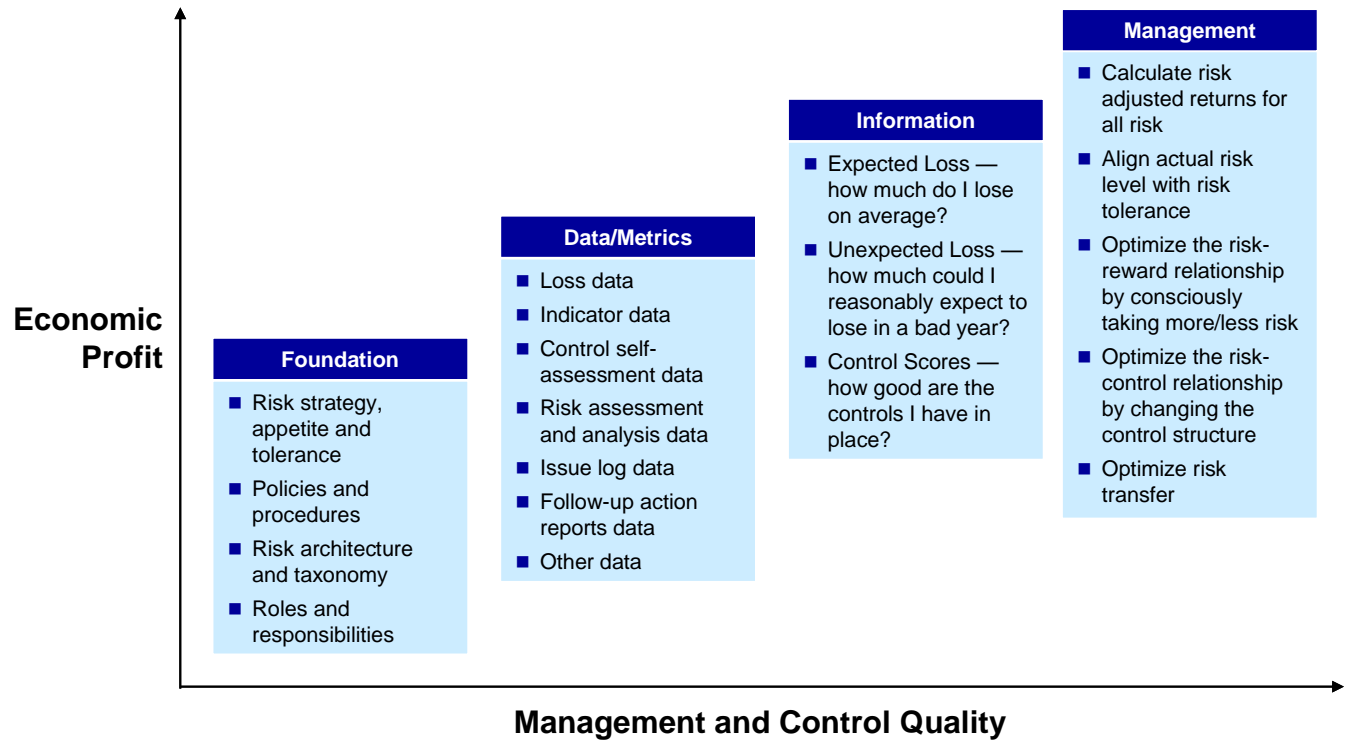 Economic
Profit
Foundation
■ Risk strategy,
appetite and
tolerance
■ Policies and
procedures
■ Risk architecture
and taxonomy
■ Roles and
responsibilities
Data/Metrics
■ Loss data
■ Indicator data
■ Control self-
assessment data
■ Risk assessment
and analysis data
■ Issue log data
■ Follow-up action
reports data
■ Other data
Information
■ Expected Loss —
how much do I lose
on average?
■ Unexpected Loss —
how much could I
reasonably expect to
lose in a bad year?
■ Control Scores —
how good are the
controls I have in
place?
Management
■ Calculate risk
adjusted returns for
all risk
■ Align actual risk
level with risk
tolerance
■ Optimize the risk-
reward relationship
by consciously
taking more/less risk
■ Optimize the risk-
control relationship
by changing the
control structure
■ Optimize risk
transfer
Management and Control Quality